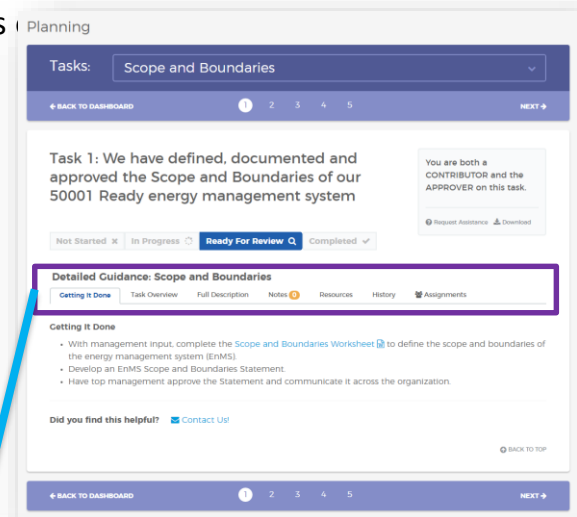 Planning
Tasks: Scope and Boundaries
BACK TO DASHBOARD 1 2 3 4 5 NEXT
Task 1: We have defined, documented and
approved the Scope and Boundaries of our
50001 Ready energy management system
You are both a
CONTRIBUTOR and the
APPROVER on this task.
Request Assistance Download
Not Started In Progress Ready For Review Completed
Detailed Guidance: Scope and Boundaries
Getting It Done Task Overview Full Description Notes 0 Resources History Assignments
Getting It Done
• With management input, complete the Scope and Boundaries Worksheet to define the scope and boundaries of
the energy management system (EnMS).
• Develop an EnMS Scope and Boundaries Statement.
• Have top management approve the Statement and communicate it across the organization.
Did you find this helpful? Contact Us!
BACK TO TOP
BACK TO DASHBOARD 1 2 3 4 5 NEXT